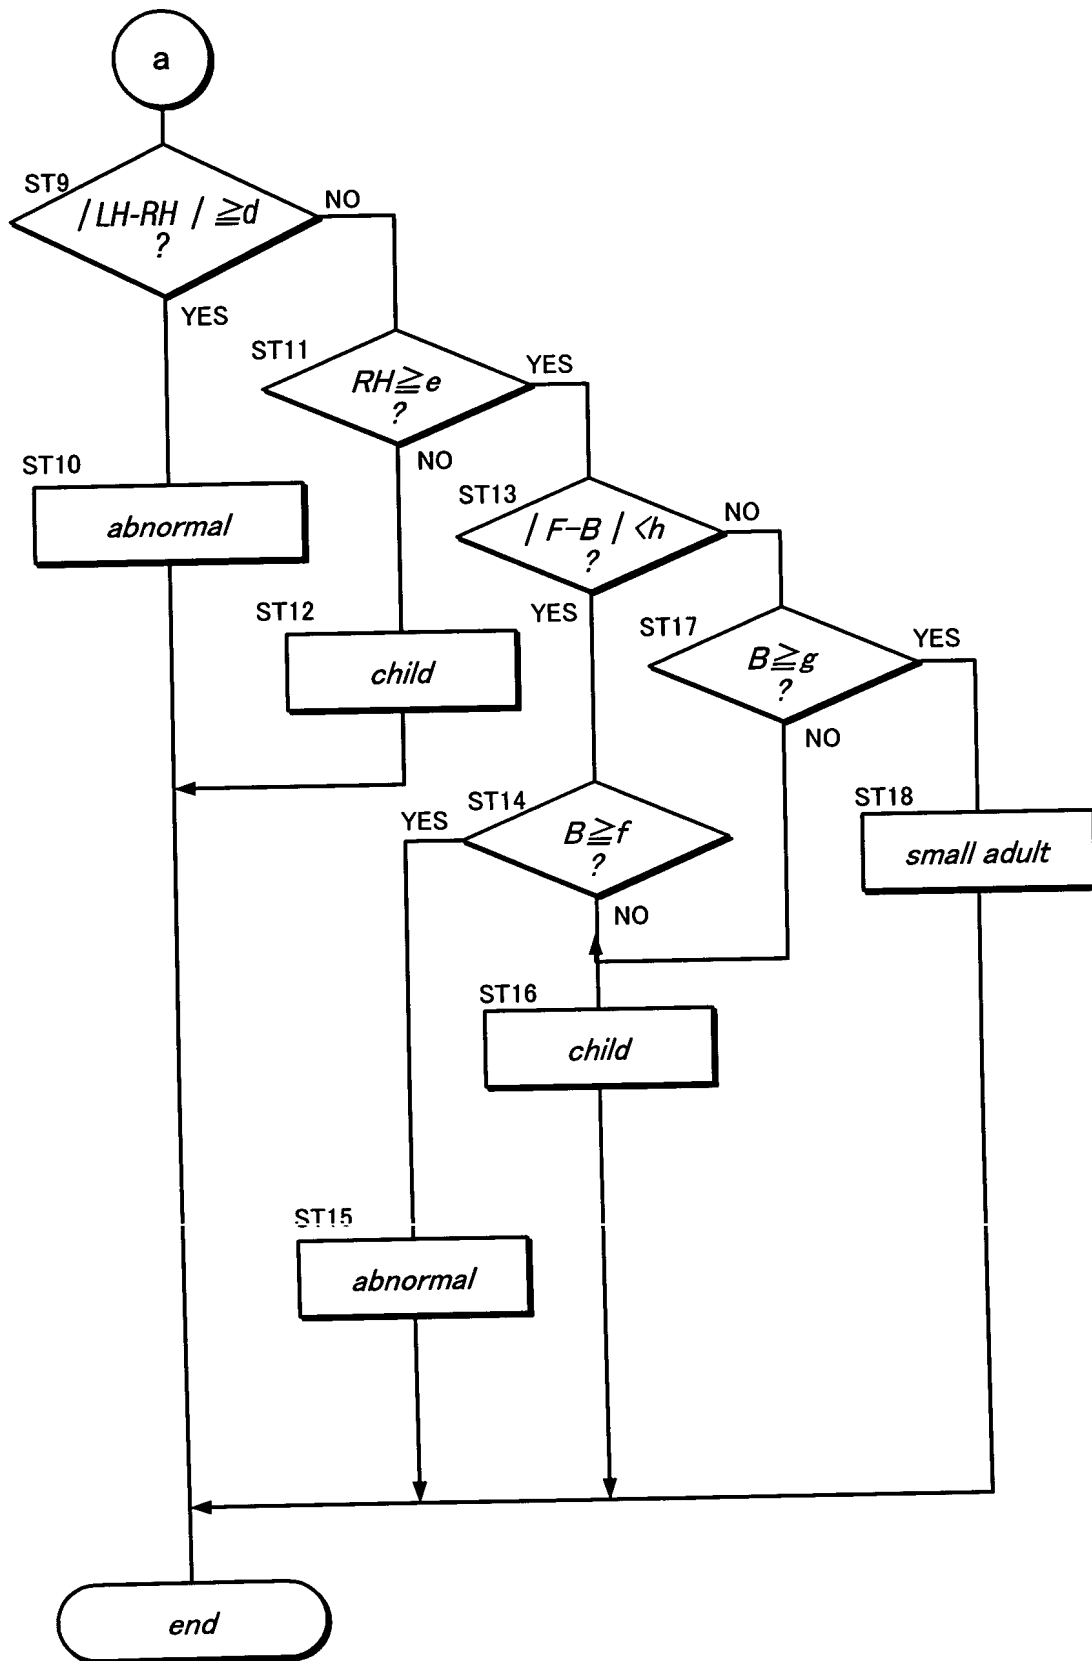 a
ST9
| LH-RH | ≧d
?
NO
YES
ST11
RH≧e
?
YES
NO
ST10
abnormal
ST13
| F-B | <h
?
NO
YES
ST12
child
ST17
B≧g
?
YES
NO
ST14
YES
B≧f
?
NO
ST18
small adult
ST16
child
ST15
abnormal
end